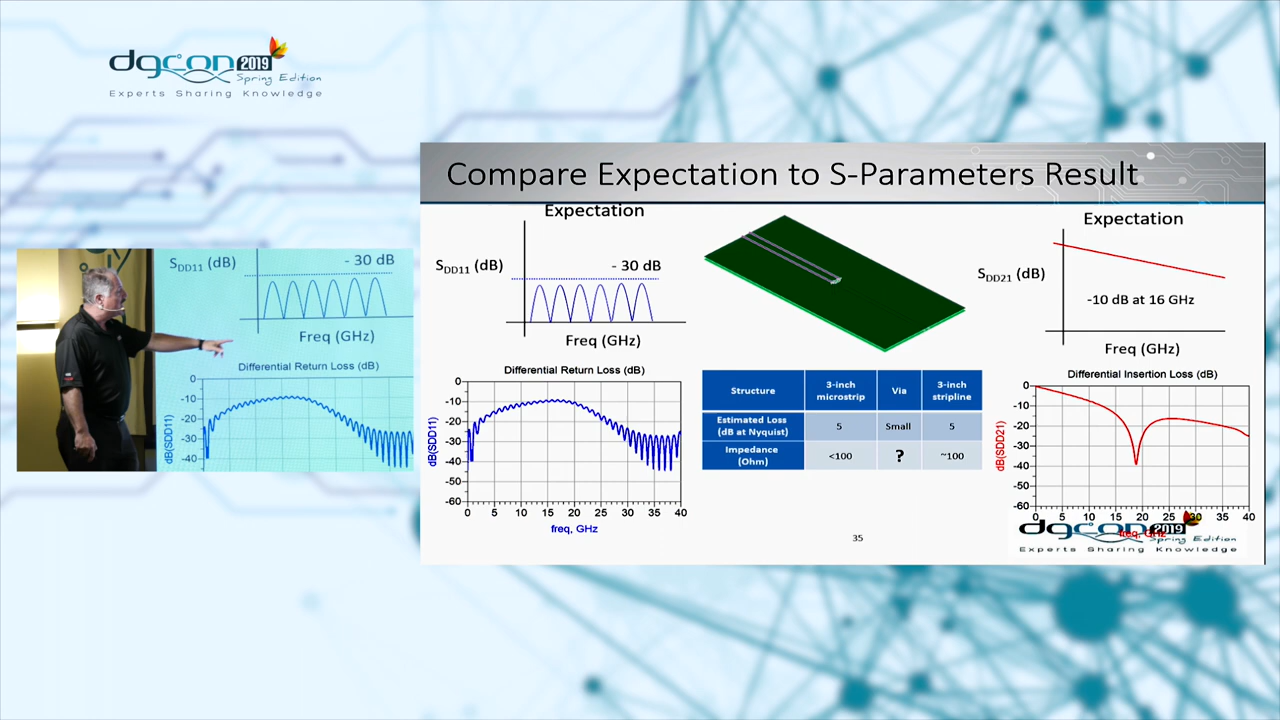 dgcon 2019
Spring Edition
Experts Sharing Knowledge
Compare Expectation to S-Parameters Result
Expectation
S_DD11 (dB)
- 30 dB
Freq (GHz)
Differential Return Loss (dB)
0
-10
-20
-30
-40
-50
-60
dB(SDD11)
0 5 10 15 20 25 30 35 40
freq, GHz
Structure 3-inch microstrip Via 3-inch stripline
Estimated Loss (dB at Nyquist) 5 Small 5
Impedance (Ohm) <100 ? ~100
35
Expectation
S_DD21 (dB)
-10 dB at 16 GHz
Freq (GHz)
Differential Insertion Loss (dB)
0
-10
-20
-30
-40
-50
-60
dB(SDD21)
0 5 10 15 20 25 30 35 40
freq, GHz
dgcon 2019
Spring Edition
Experts Sharing Knowledge
S_DD11 (dB)
- 30 dB
Freq (GHz)
Differential Return Loss (dB)
0
-10
-20
-30
-40
dB(SDD11)